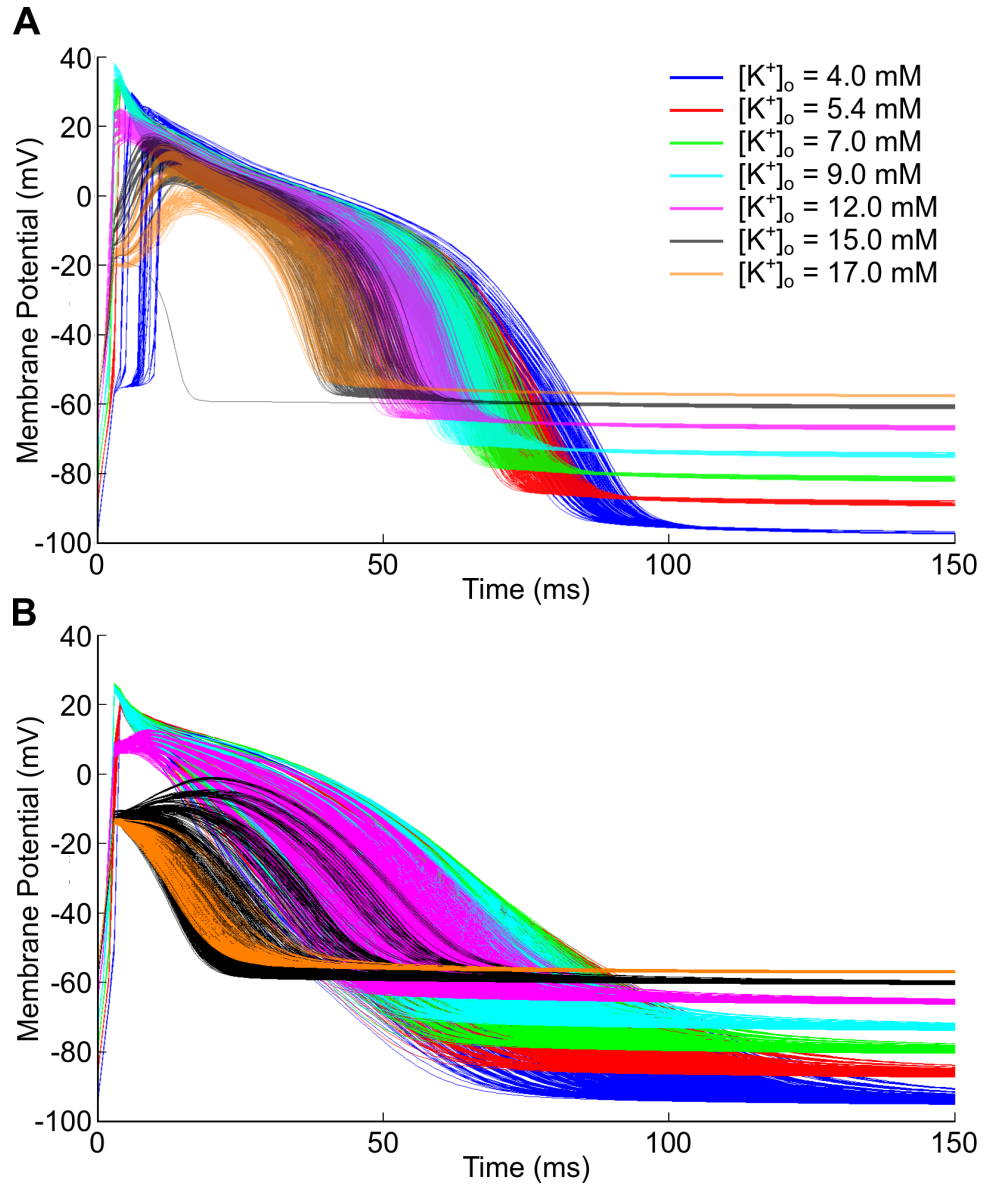 A
40
20
0
-20
-40
-60
-80
-100
Membrane Potential (mV)
[K⁺]ₒ = 4.0 mM
[K⁺]ₒ = 5.4 mM
[K⁺]ₒ = 7.0 mM
[K⁺]ₒ = 9.0 mM
[K⁺]ₒ = 12.0 mM
[K⁺]ₒ = 15.0 mM
[K⁺]ₒ = 17.0 mM
0 50 100 150
Time (ms)
B
40
20
0
-20
-40
-60
-80
-100
Membrane Potential (mV)
0 50 100 150
Time (ms)